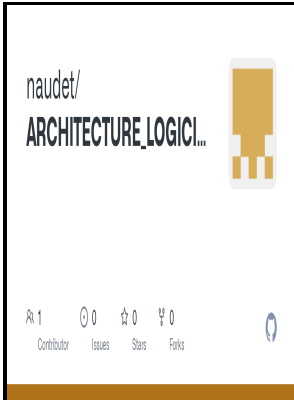 naudet/
ARCHITECTURE_LOGICI...
1 0 0 0
Contributor Issues Stars Forks